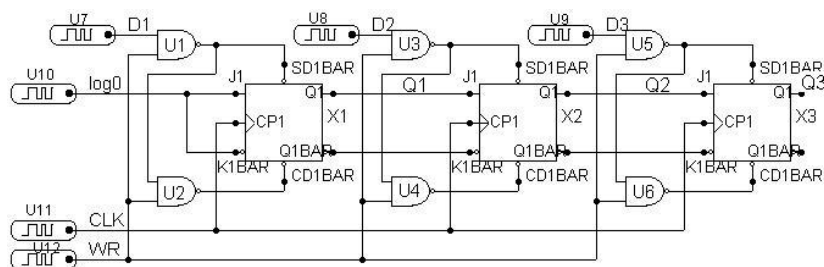 U7 D1 U8 D2 U9 D3
U1 U3 U5
SD1BAR SD1BAR SD1BAR
U10 log0 J1 Q1 Q1 J1 Q1 Q2 J1 Q1 Q3
CP1 X1 CP1 X2 CP1 X3
Q1BAR Q1BAR Q1BAR
K1BAR CD1BAR K1BAR CD1BAR K1BAR CD1BAR
U2 U4 U6
U11 CLK
U12 WR